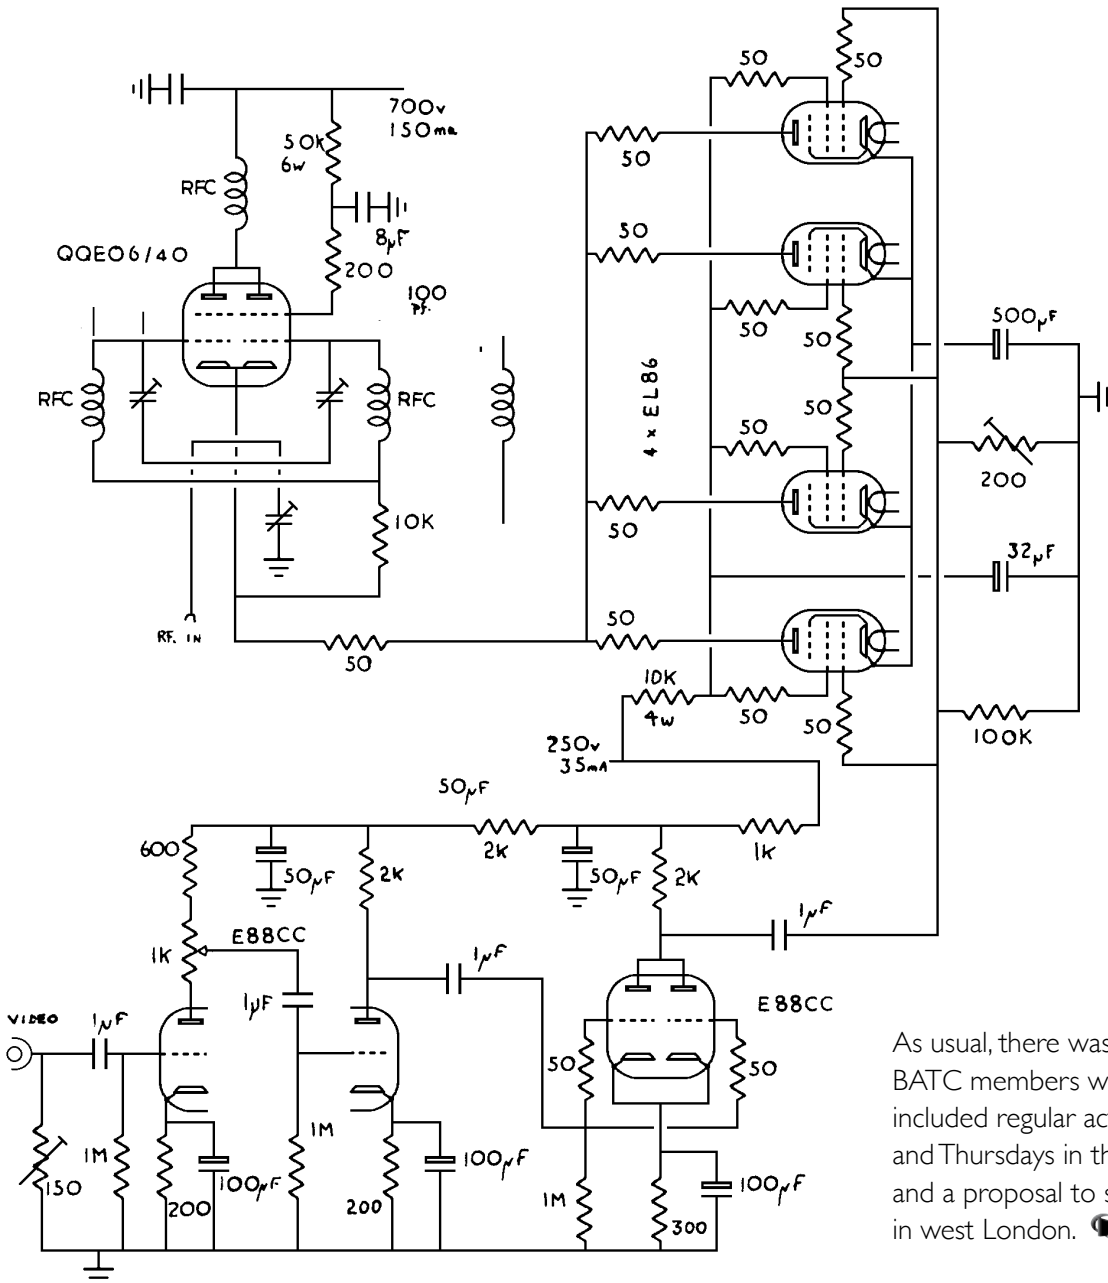 50
50
700v
150ma
50K
6w
50
RFC
8µF
QQE06/40
200
50
100
pf.
50
50
500µF
RFC
RFC
50
4 x EL86
50
200
10K
50
32µF
RF. IN
50
50
50
10K
4w
50
50
100K
250v
35mA
50µF
600
2K
1K
50µF
2K
50µF
2K
E88CC
1µF
1K
1µF
1µF
E88CC
VIDEO
1µF
50
50
1M
1M
150
200
100µF
200
100µF
1M
300
100µF
As usual, there was
BATC members w
included regular ac
and Thursdays in th
and a proposal to s
in west London.